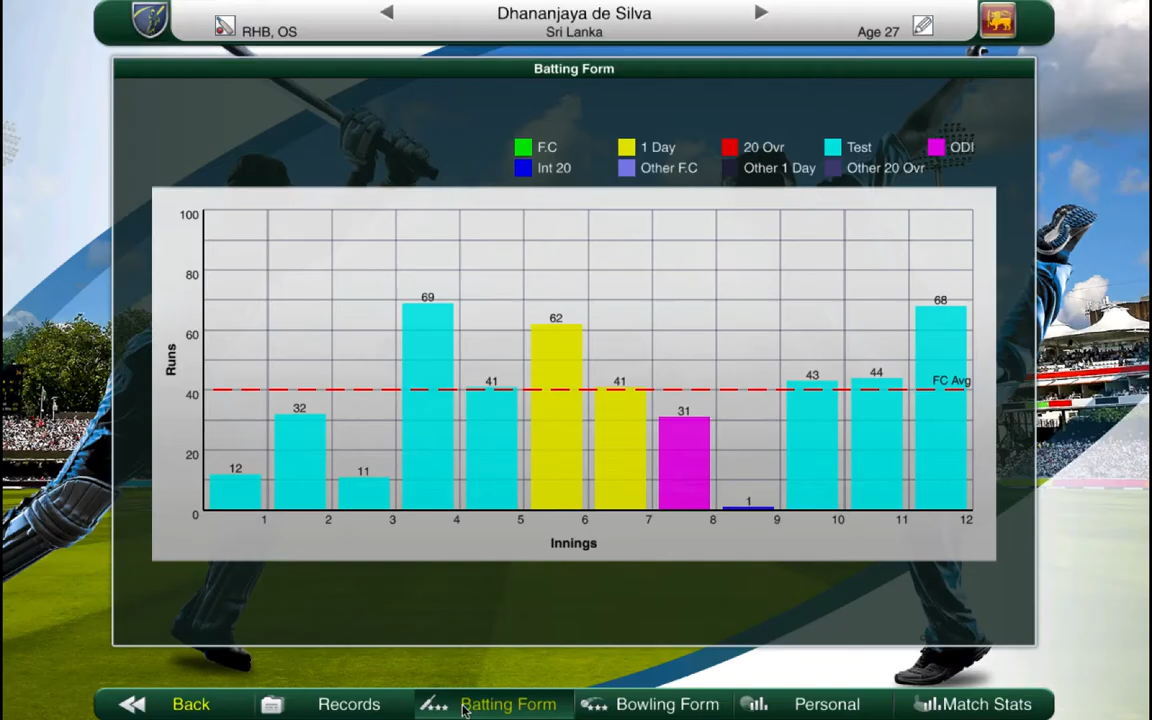 Dhananjaya de Silva
RHB, OS
Sri Lanka
Age 27
Batting Form
F.C
1 Day
20 Ovr
Test
ODI
Int 20
Other F.C
Other 1 Day
Other 20 Ovr
100
80
60
40
20
0
Runs
12
32
11
69
41
62
41
31
1
43
44
68
FC Avg
1 2 3 4 5 6 7 8 9 10 11 12
Innings
Back
Records
Batting Form
Bowling Form
Personal
Match Stats